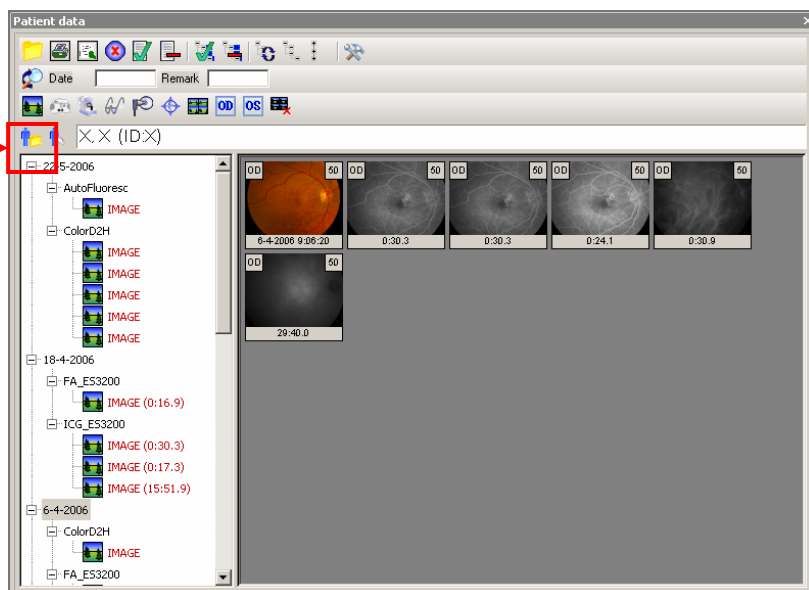 Patient data
Date Remark
OD OS
X, X (ID:X)
22-5-2006
AutoFluoresc
IMAGE
ColorD2H
IMAGE
IMAGE
IMAGE
IMAGE
IMAGE
18-4-2006
FA_ES3200
IMAGE (0:16.9)
ICG_ES3200
IMAGE (0:30.3)
IMAGE (0:17.3)
IMAGE (15:51.9)
6-4-2006
ColorD2H
IMAGE
FA_ES3200
OD 50 OD 50 OD 50 OD 50 OD 50
6-4-2006 9:06:20 0:30.3 0:30.3 0:24.1 0:30.9
OD 50
29:40.0